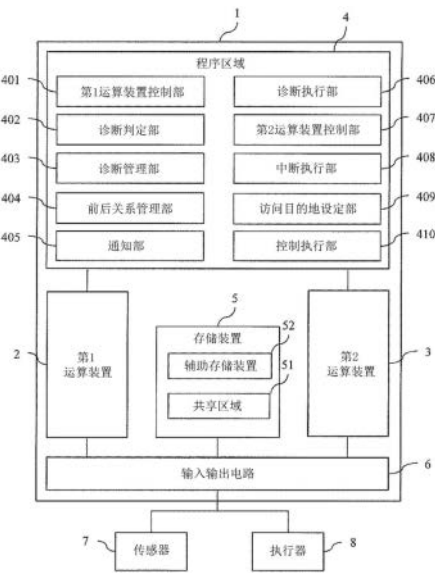 1
4
程序区域
401
第1运算装置控制部
诊断执行部
406
402
诊断判定部
第2运算装置控制部
407
403
诊断管理部
中断执行部
408
404
前后关系管理部
访问目的地设定部
409
405
通知部
控制执行部
410
5
存储装置
52
2
第1
运算装置
辅助存储装置
51
共享区域
第2
运算装置
3
输入输出电路
6
7
传感器
执行器
8